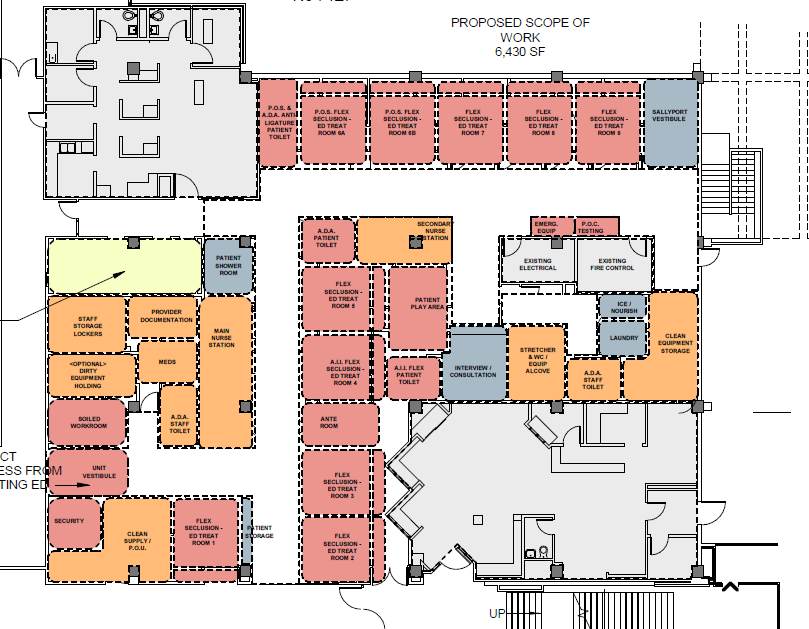 PROPOSED SCOPE OF
WORK
6,430 SF
P.O.S. &
A.D.A. ANTI-
LIGATURE
PATIENT
TOILET
P.O.S. FLEX
SECLUSION -
ED TREAT
ROOM 6A
P.O.S. FLEX
SECLUSION -
ED TREAT
ROOM 6B
FLEX
SECLUSION -
ED TREAT
ROOM 7
FLEX
SECLUSION -
ED TREAT
ROOM 8
FLEX
SECLUSION -
ED TREAT
ROOM 9
SALLYPORT
VESTIBULE
A.D.A.
PATIENT
TOILET
SECONDARY
NURSE
STATION
EMERG.
EQUIP
P.O.C.
TESTING
PATIENT
SHOWER
ROOM
EXISTING
ELECTRICAL
EXISTING
FIRE CONTROL
FLEX
SECLUSION -
ED TREAT
ROOM 5
PATIENT
PLAY AREA
STAFF
STORAGE
LOCKERS
PROVIDER
DOCUMENTATION
MAIN
NURSE
STATION
ICE /
NOURISH
LAUNDRY
CLEAN
EQUIPMENT
STORAGE
<OPTIONAL>
DIRTY
EQUIPMENT
HOLDING
MEDS
A.I.I. FLEX
SECLUSION -
ED TREAT
ROOM 4
A.I.I. FLEX
PATIENT
TOILET
INTERVIEW /
CONSULTATION
STRETCHER
& WC /
EQUIP
ALCOVE
A.D.A.
STAFF
TOILET
SOILED
WORKROOM
A.D.A.
STAFF
TOILET
ANTE
ROOM
CT
ESS FROM
TING ED
UNIT
VESTIBULE
FLEX
SECLUSION -
ED TREAT
ROOM 3
SECURITY
CLEAN
SUPPLY /
P.O.U.
FLEX
SECLUSION -
ED TREAT
ROOM 1
PATIENT
STORAGE
FLEX
SECLUSION -
ED TREAT
ROOM 2
UP